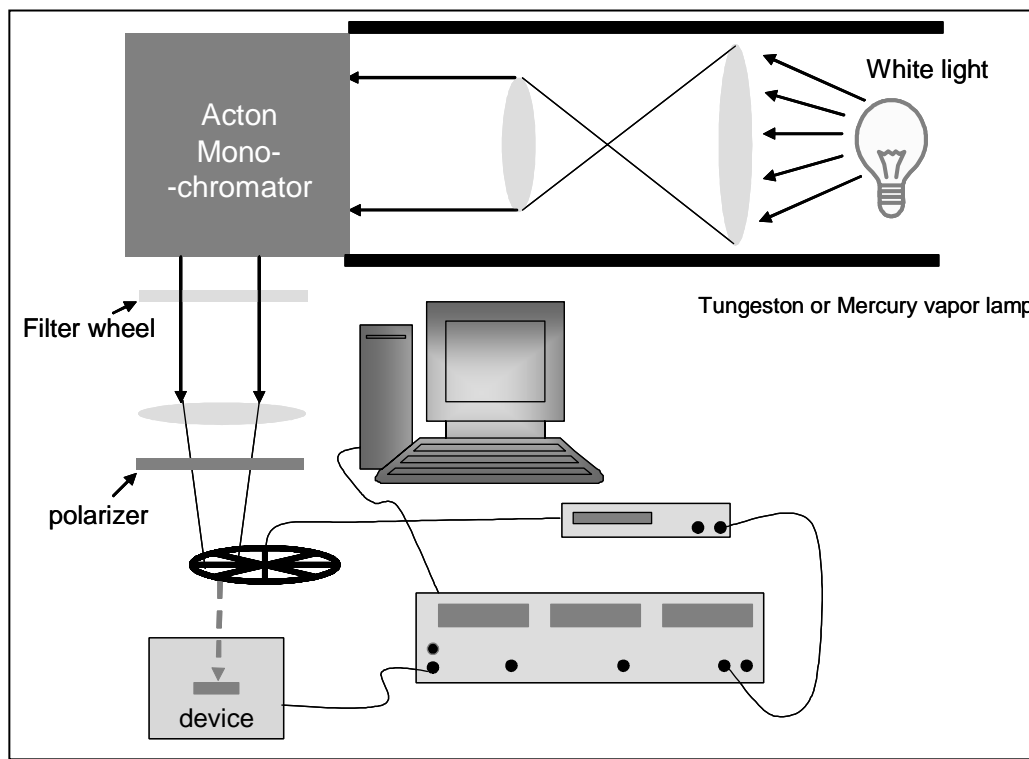 White light
Acton
Mono-
-chromator
Tungeston or Mercury vapor lamp
Filter wheel
polarizer
device